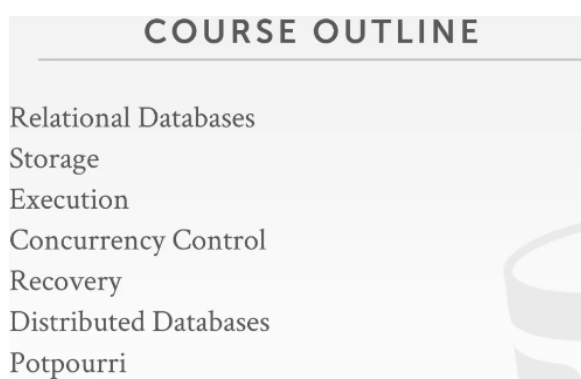 COURSE OUTLINE
Relational Databases
Storage
Execution
Concurrency Control
Recovery
Distributed Databases
Potpourri